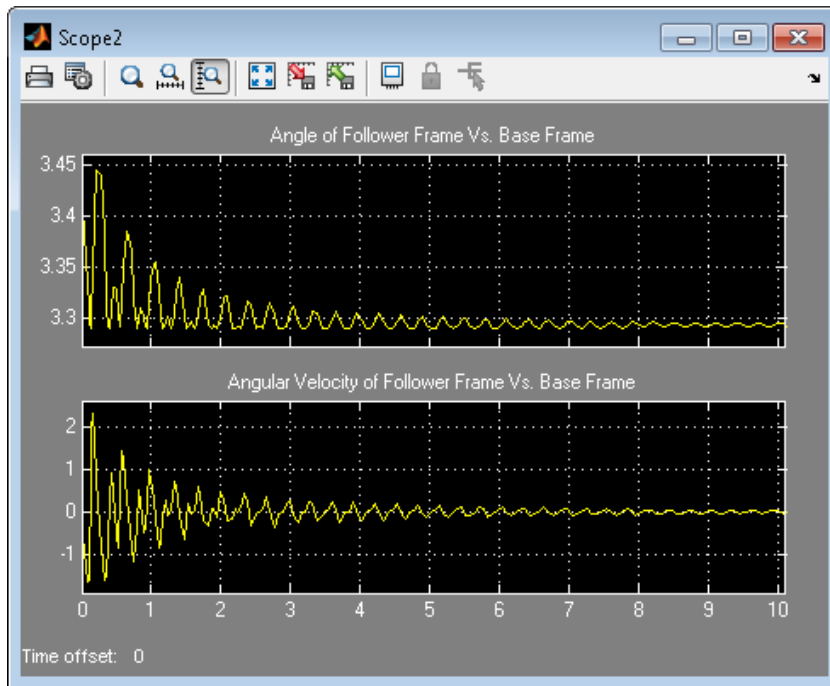 Scope2
Angle of Follower Frame Vs. Base Frame
3.45
3.4
3.35
3.3
Angular Velocity of Follower Frame Vs. Base Frame
2
1
0
-1
0 1 2 3 4 5 6 7 8 9 10
Time offset: 0